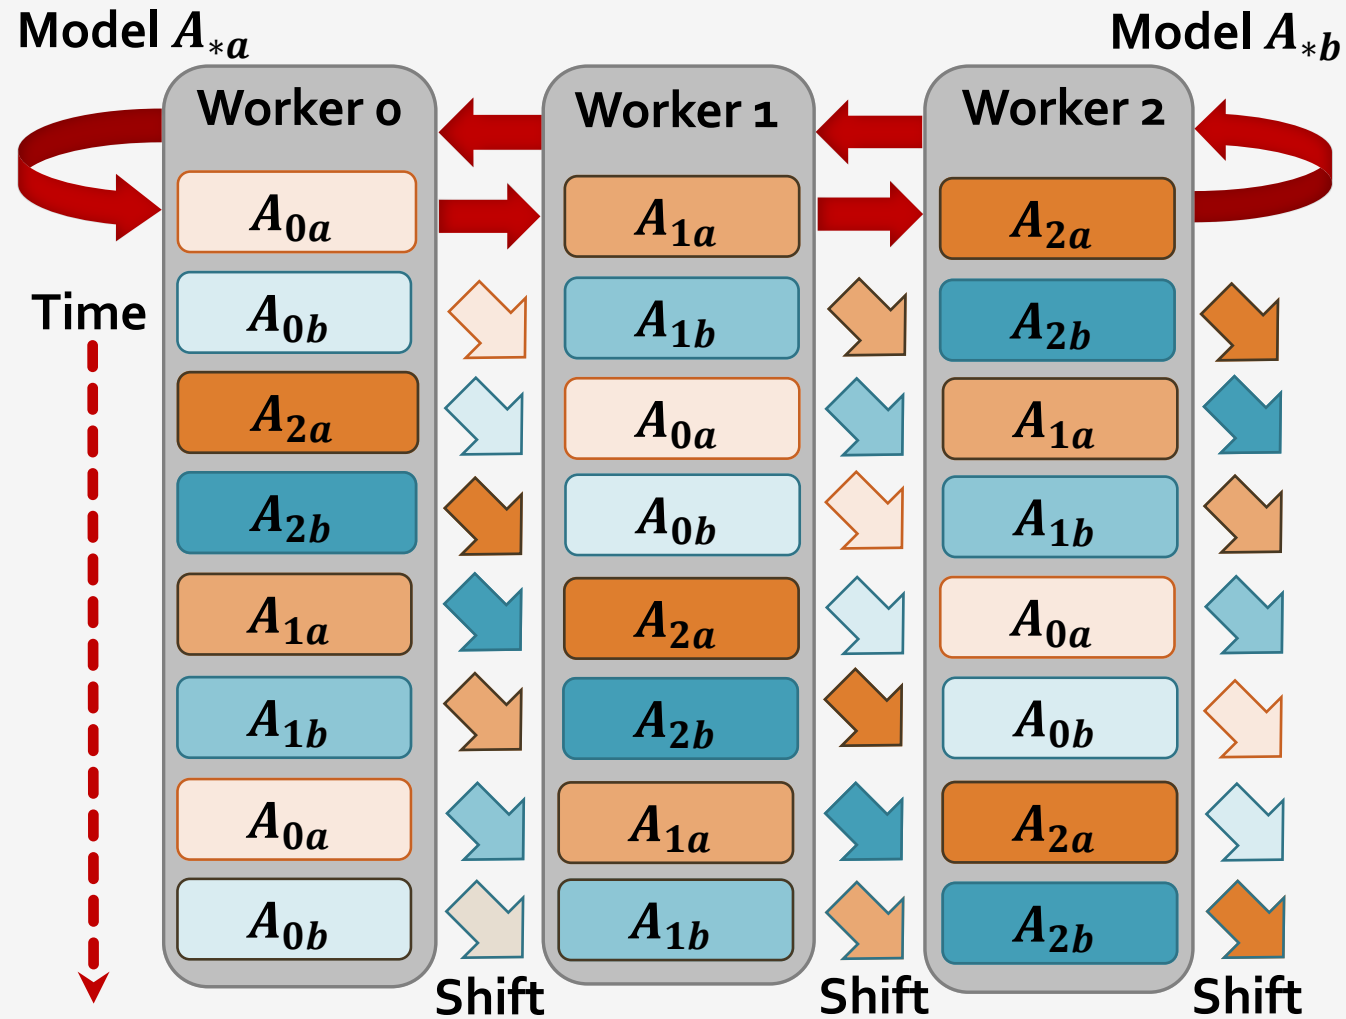 Model A*a
Model A*b
Worker 0
Worker 1
Worker 2
A0a
A1a
A2a
Time
A0b
A1b
A2b
A2a
A0a
A1a
A2b
A0b
A1b
A1a
A2a
A0a
A1b
A2b
A0b
A0a
A1a
A2a
A0b
A1b
A2b
Shift
Shift
Shift